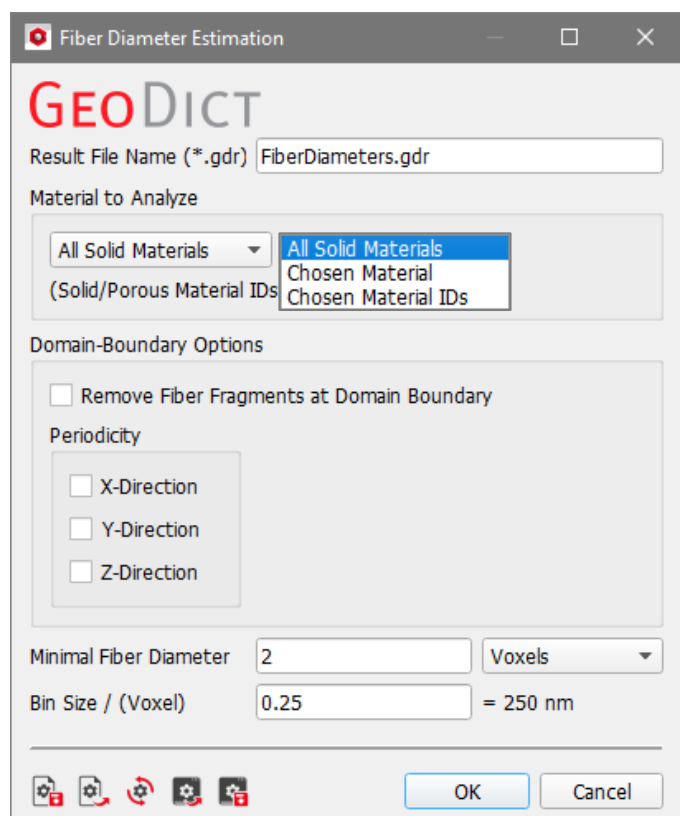 Fiber Diameter Estimation
GEODICT
Result File Name (*.gdr) FiberDiameters.gdr
Material to Analyze
All Solid Materials
All Solid Materials
Chosen Material
Chosen Material IDs
(Solid/Porous Material IDs
Domain-Boundary Options
Remove Fiber Fragments at Domain Boundary
Periodicity
X-Direction
Y-Direction
Z-Direction
Minimal Fiber Diameter 2 Voxels
Bin Size / (Voxel) 0.25 = 250 nm
OK Cancel